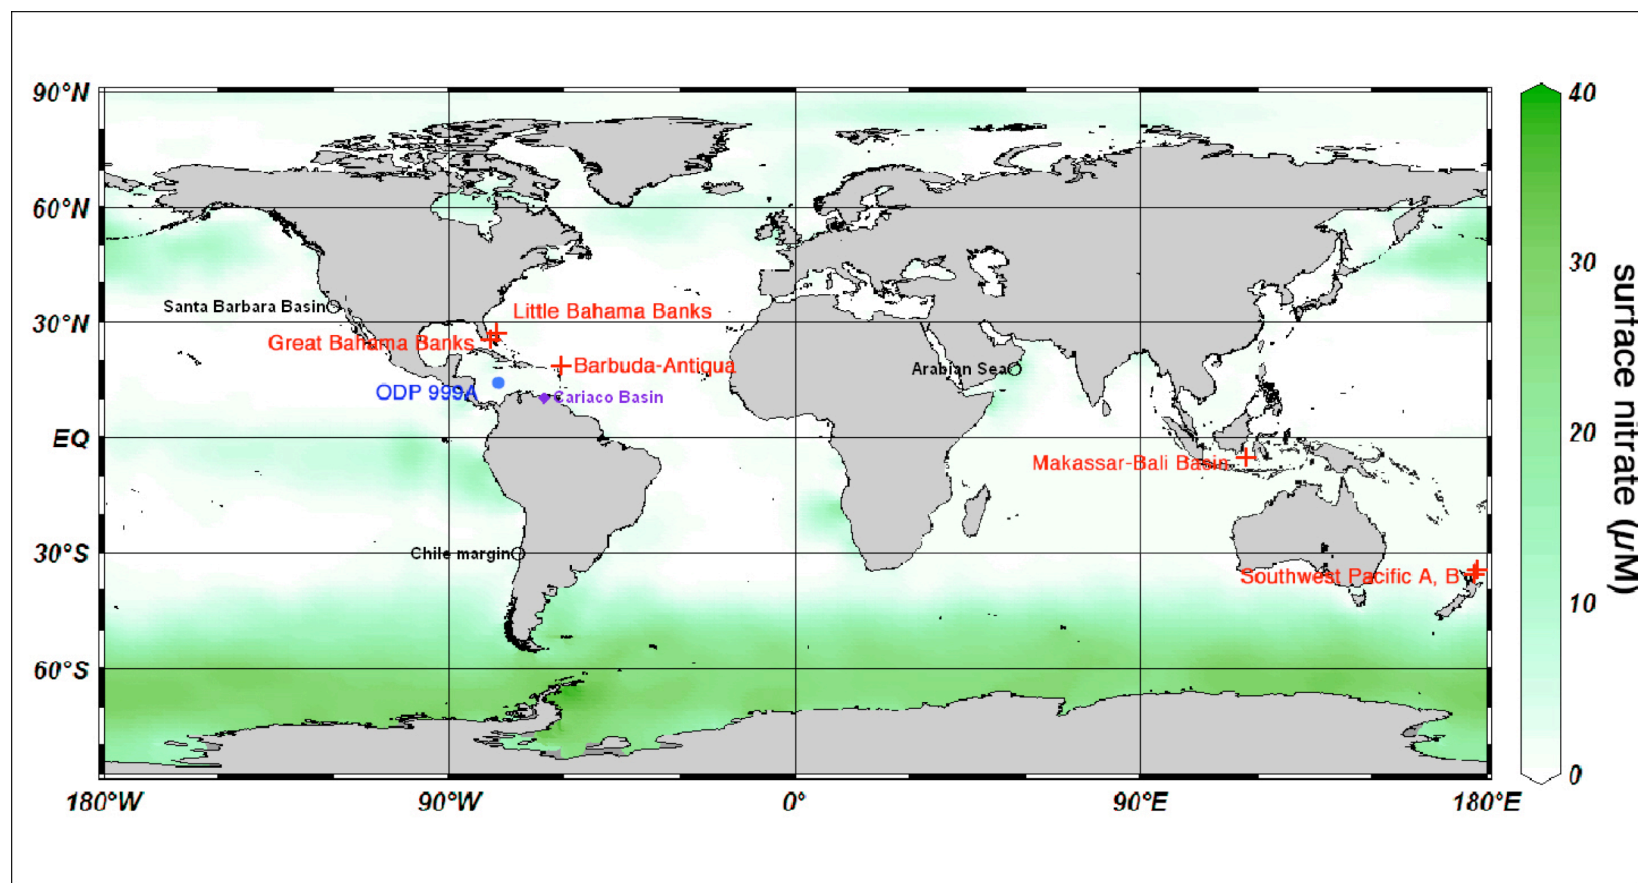 90°N
40
60°N
30
Santa Barbara Basin
Little Bahama Banks
30°N
Great Bahama Banks
Barbuda-Antiqua
Arabian Sea
ODP 999A
Cariaco Basin
EQ
20
Makassar-Bali Basin
surface nitrate (µM)
30°S
Chile margin
Southwest Pacific A, B
10
60°S
0
180°W
90°W
0°
90°E
180°E